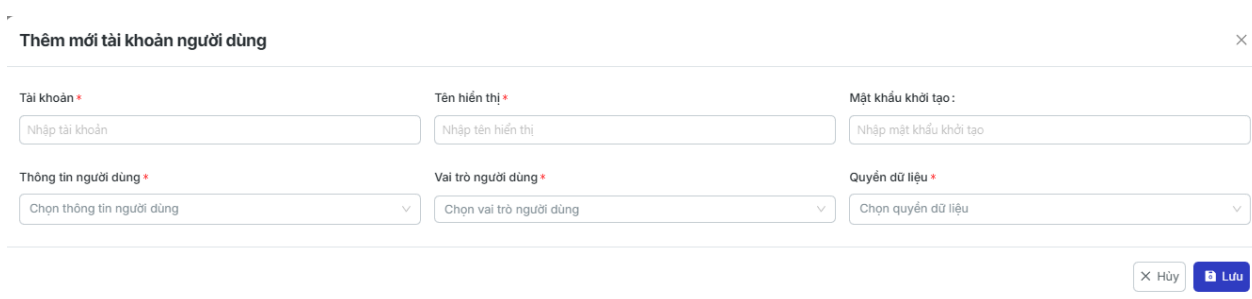 Thêm mới tài khoản người dùng
Tài khoản *
Tên hiển thị *
Mật khẩu khởi tạo :
Nhập tài khoản
Nhập tên hiển thị
Nhập mật khẩu khởi tạo
Thông tin người dùng *
Vai trò người dùng *
Quyền dữ liệu *
Chọn thông tin người dùng
Chọn vai trò người dùng
Chọn quyền dữ liệu
Hủy
Lưu